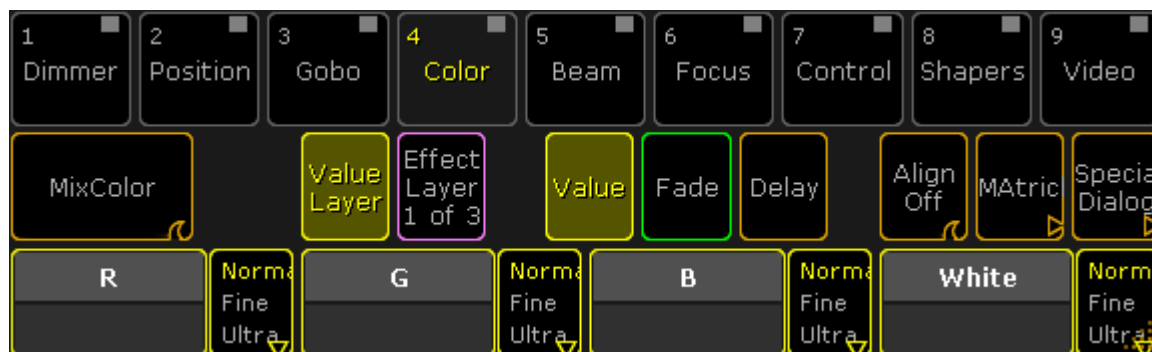 1 2 3 4 5 6 7 8 9
Dimmer Position Gobo Color Beam Focus Control Shapers Video
MixColor
Value
Layer
Effect
Layer
1 of 3
Value Fade Delay
Align
Off
MAtric
Specia
Dialog
R
Norma
Fine
Ultra
G
Norma
Fine
Ultra
B
Norma
Fine
Ultra
White
Norm
Fine
Ultra